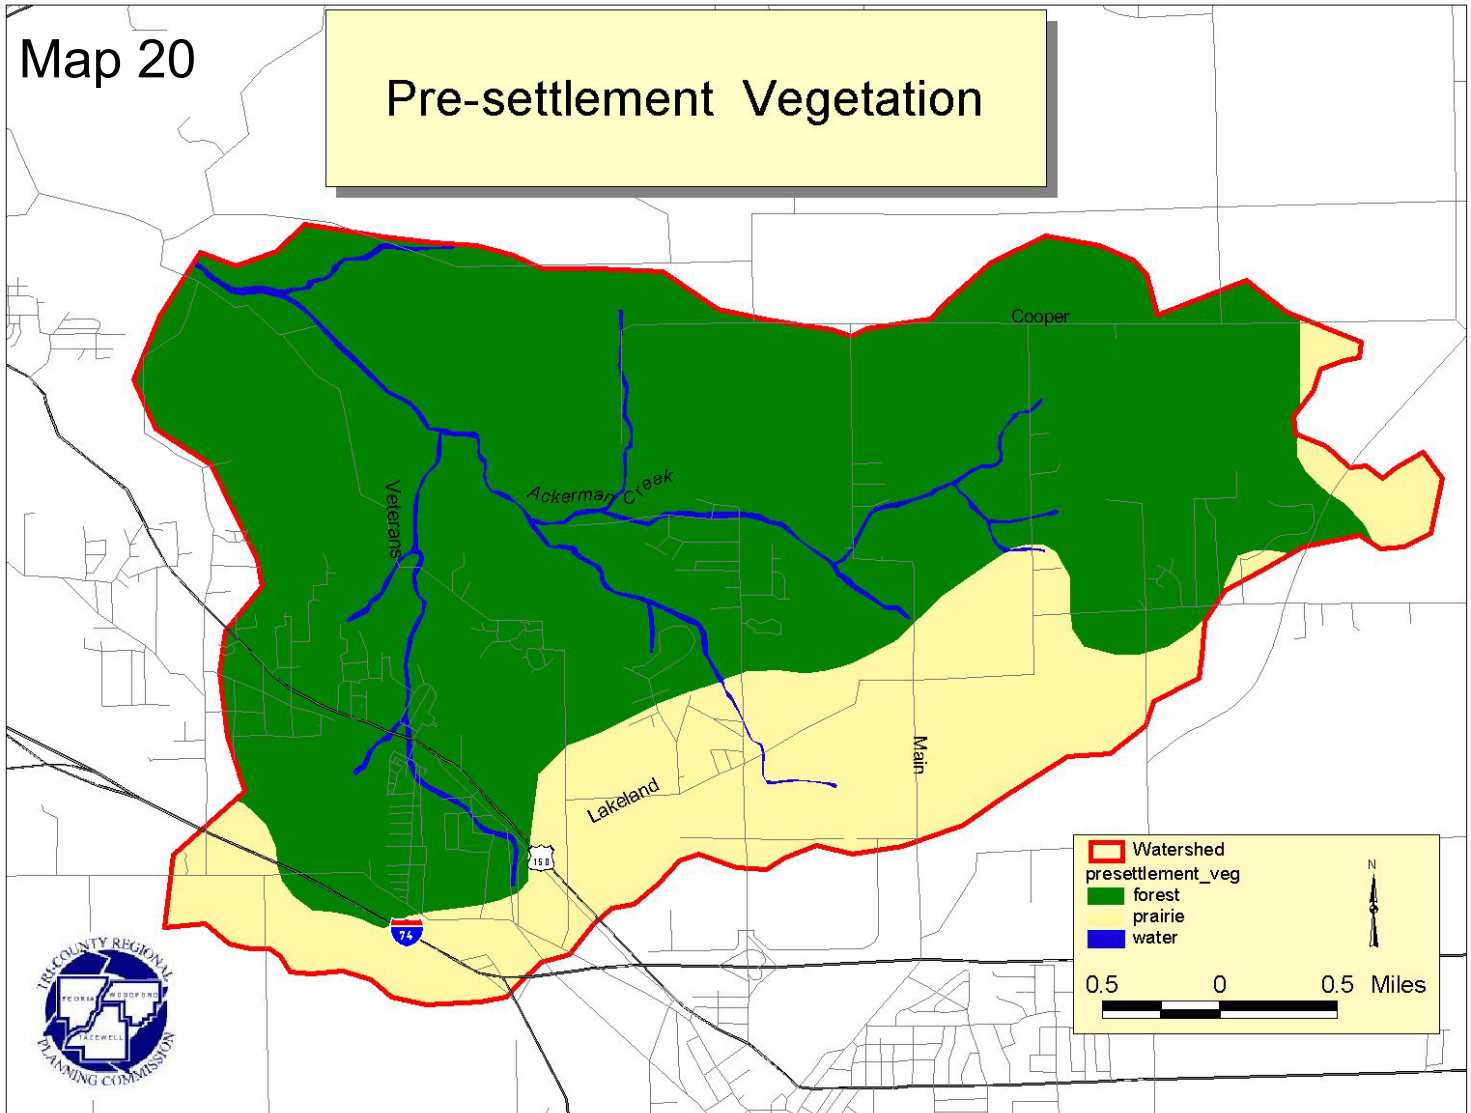 Map 20
Pre-settlement Vegetation
Cooper
Ackerman Creek
Veterans
Main
Lakeland
150
74
Watershed
presettlement_veg
forest
prairie
water
N
0.5 0 0.5 Miles
TRI-COUNTY REGIONAL
PEORIA WOODFORD
TAZEWELL
PLANNING COMMISSION